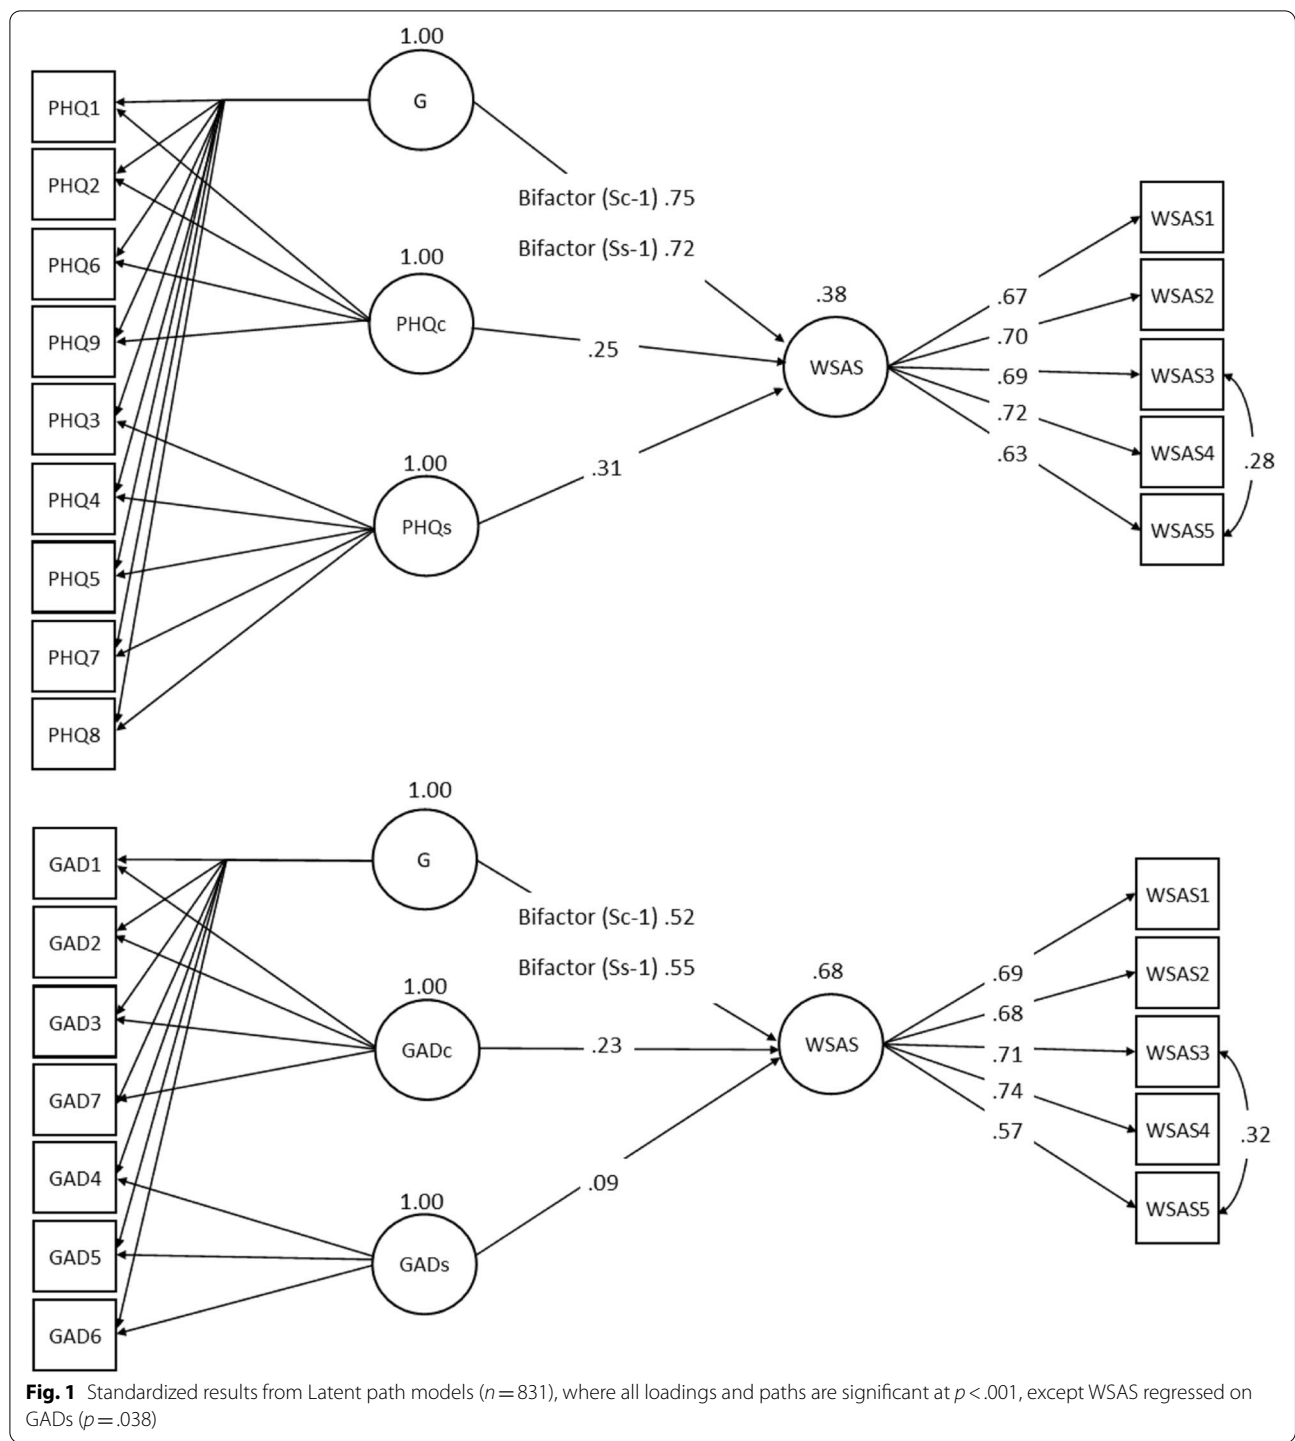 1.00
G
PHQ1
PHQ2
PHQ6
PHQ9
PHQ3
PHQ4
PHQ5
PHQ7
PHQ8
Bifactor (Sc-1) .75
Bifactor (Ss-1) .72
1.00
PHQc
.25
1.00
PHQs
.31
.38
WSAS
.67
.70
.69
.72
.63
WSAS1
WSAS2
WSAS3
WSAS4
WSAS5
.28
1.00
G
GAD1
GAD2
GAD3
GAD7
GAD4
GAD5
GAD6
Bifactor (Sc-1) .52
Bifactor (Ss-1) .55
1.00
GADc
.23
1.00
GADs
.09
.68
WSAS
.69
.68
.71
.74
.57
WSAS1
WSAS2
WSAS3
WSAS4
WSAS5
.32
Fig. 1 Standardized results from Latent path models (n = 831), where all loadings and paths are significant at p < .001, except WSAS regressed on
GADs (p = .038)